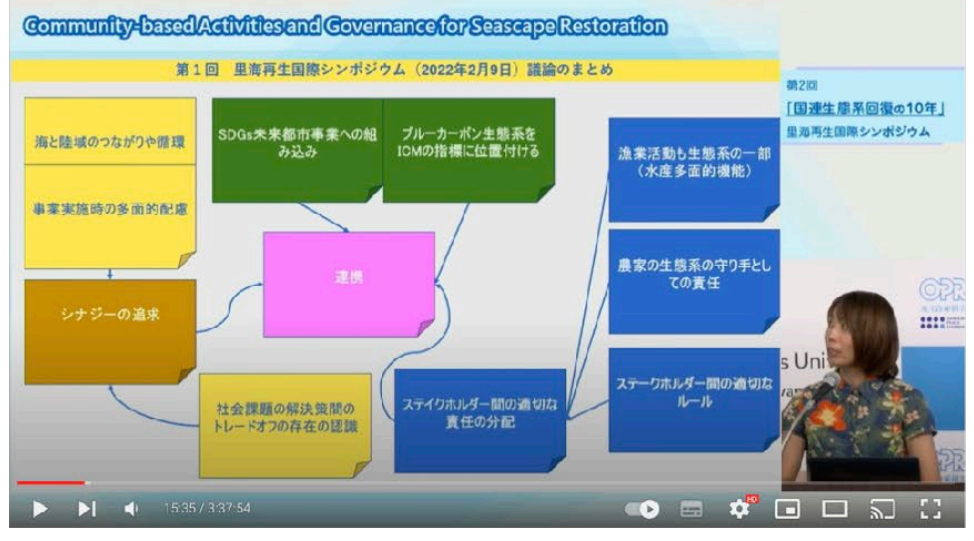 Community-based Activities and Governance for Seascape Restoration
第1回 里海再生国際シンポジウム（2022年2月9日）議論のまとめ
海と陸域のつながりや循環
事業実施時の多面的配慮
シナジーの追求
SDGs未来都市事業への組
み込み
ブルーカーボン生態系を
ICMの指標に位置付ける
連携
社会課題の解決策間の
トレードオフの存在の認識
ステイクホルダー間の適切な
責任の分配
漁業活動も生態系の一部
（水産多面的機能）
農家の生態系の守り手とし
ての責任
ステークホルダー間の適切な
ルール
第2回
「国連生態系回復の10年」
里海再生国際シンポジウム
OPR
s Uni
15:35 / 3:37:54
HD